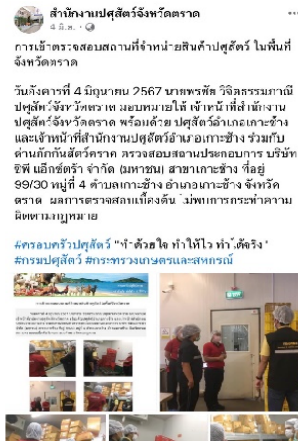 สำนักงานปศุสัตว์จังหวัดตราด
4 มิ.ย.
การเข้าตรวจสอบสถานที่จำหน่ายสินค้าปศุสัตว์ ในพื้นที่
จังหวัดตราด
วันอังคารที่ 4 มิถุนายน 2567 นายพรชัย วิจิตธรรมภาณี
ปศุสัตว์จังหวัดตราด มอบหมายให้ เจ้าหน้าที่สำนักงาน
ปศุสัตว์จังหวัดตราด พร้อมด้วย ปศุสัตว์อำเภอเกาะช้าง
และเจ้าหน้าที่สำนักงานปศุสัตว์อำเภอเกาะช้าง ร่วมกับ
ด่านกักกันสัตว์ตราด ตรวจสอบสถานประกอบการ บริษัท
ซีพี แอ็กซ์ตร้า จำกัด (มหาชน) สาขาเกาะช้าง ที่อยู่
99/30 หมู่ที่ 4 ตำบลเกาะช้าง อำเภอเกาะช้าง จังหวัด
ตราด ผลการตรวจสอบเบื้องต้น ไม่พบการกระทำความ
ผิดตามกฎหมาย
#ครอบครัวปศุสัตว์ "ทำด้วยใจ ทำให้ไว ทำได้จริง"
#กรมปศุสัตว์ #กระทรวงเกษตรและสหกรณ์